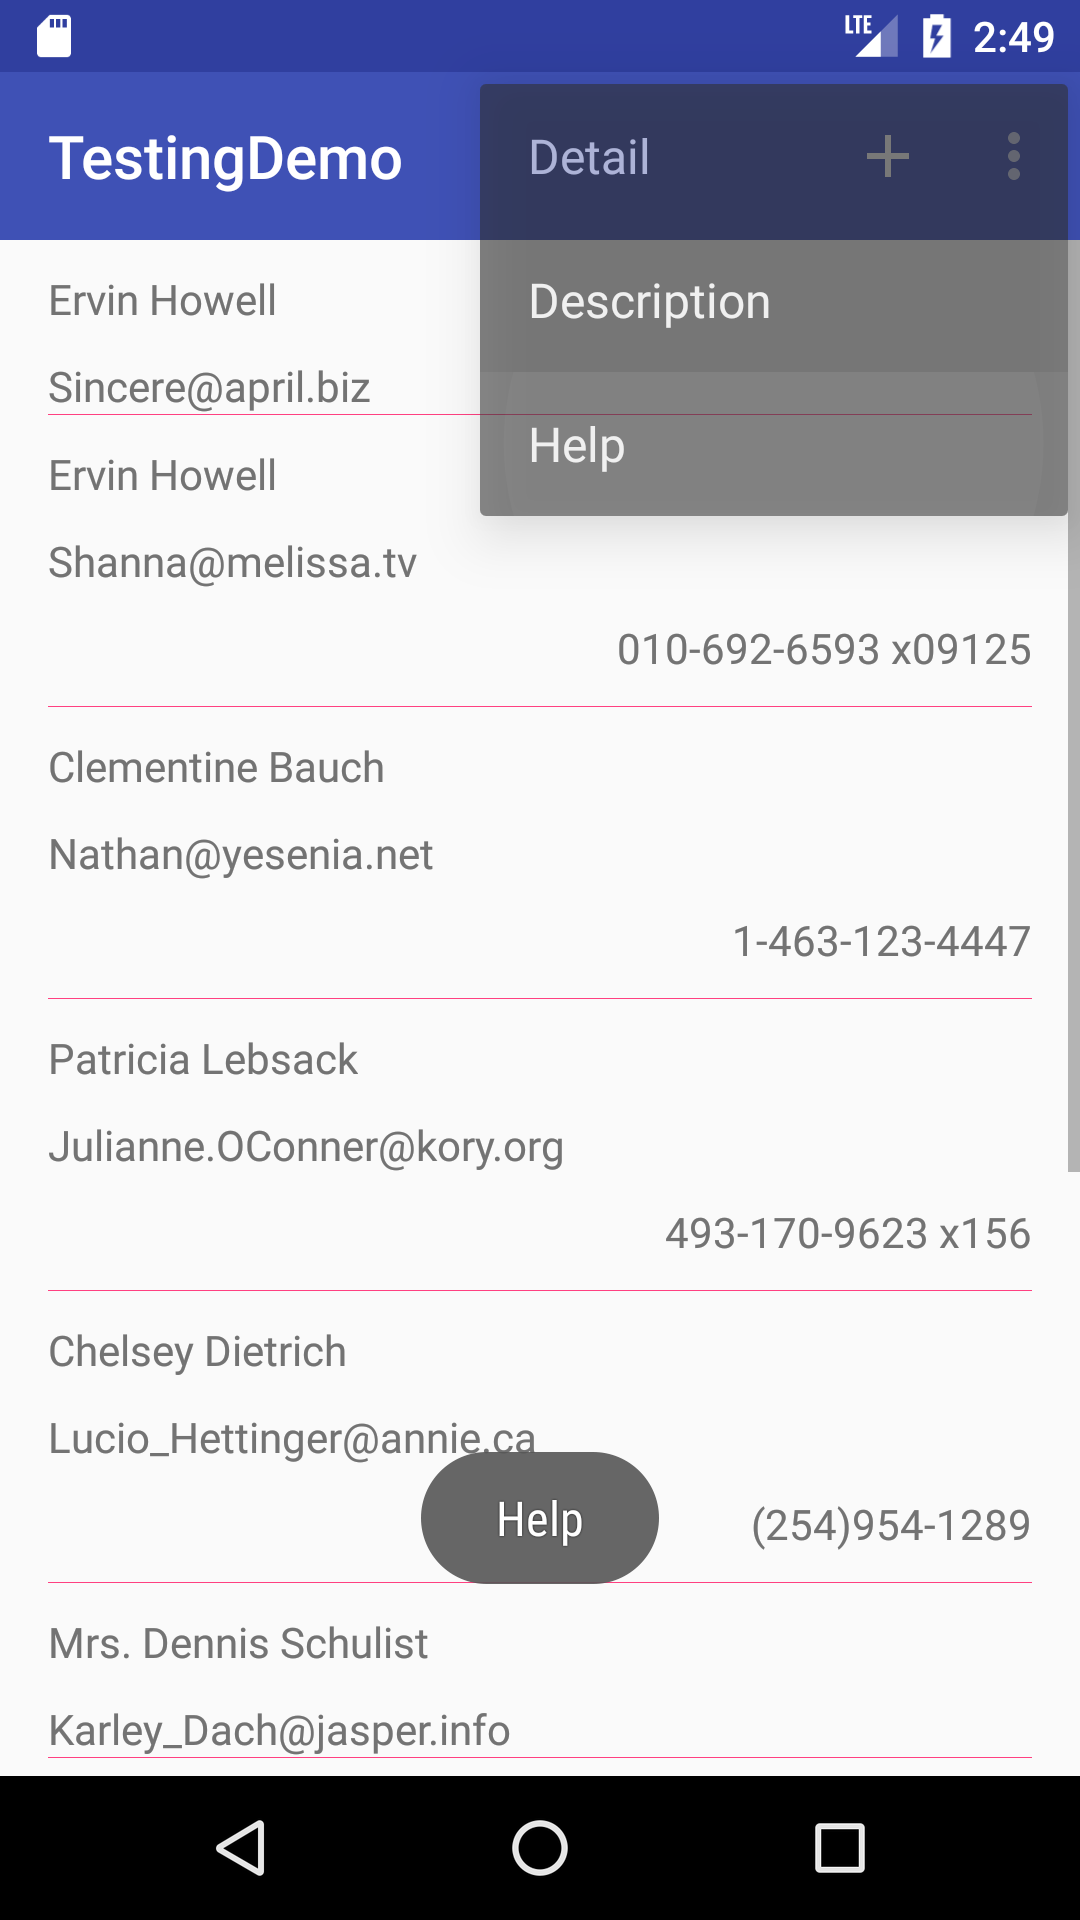 LTE 2:49
TestingDemo
Detail
Description
Help
Ervin Howell
Sincere@april.biz
Ervin Howell
Shanna@melissa.tv
010-692-6593 x09125
Clementine Bauch
Nathan@yesenia.net
1-463-123-4447
Patricia Lebsack
Julianne.OConner@kory.org
493-170-9623 x156
Chelsey Dietrich
Lucio_Hettinger@annie.ca
Help
(254)954-1289
Mrs. Dennis Schulist
Karley_Dach@jasper.info